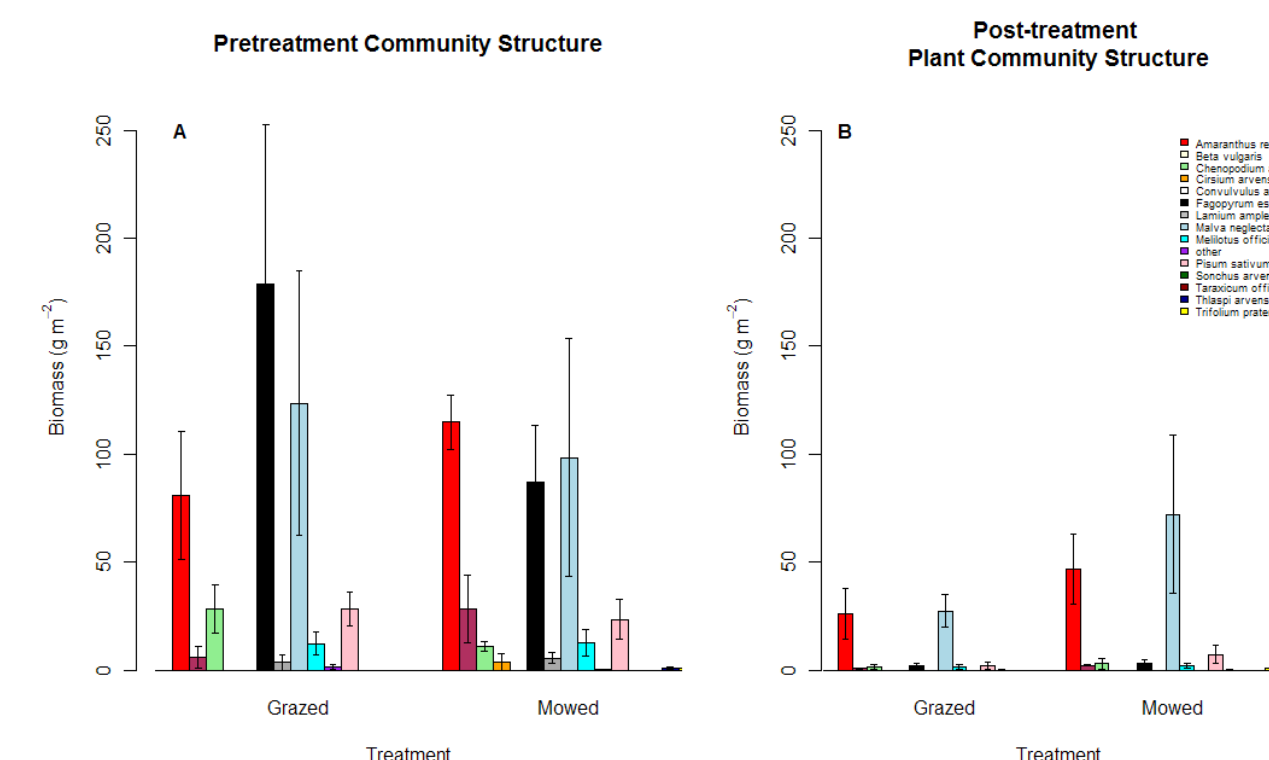 Pretreatment Community Structure
Post-treatment
Plant Community Structure
A
250
200
150
100
50
0
Biomass (g m−2)
Grazed
Mowed
Treatment
B
250
200
150
100
50
0
Biomass (g m−2)
Amaranthus re
Beta vulgaris
Chenopodium a
Cirsium arvens
Convulvulus a
Fagopyrum es
Lamium ample
Malva neglecta
Melilotus offici
other
Pisum sativum
Sonchus arver
Taraxicum offi
Thlaspi arvens
Trifolium prate
Grazed
Mowed
Treatment